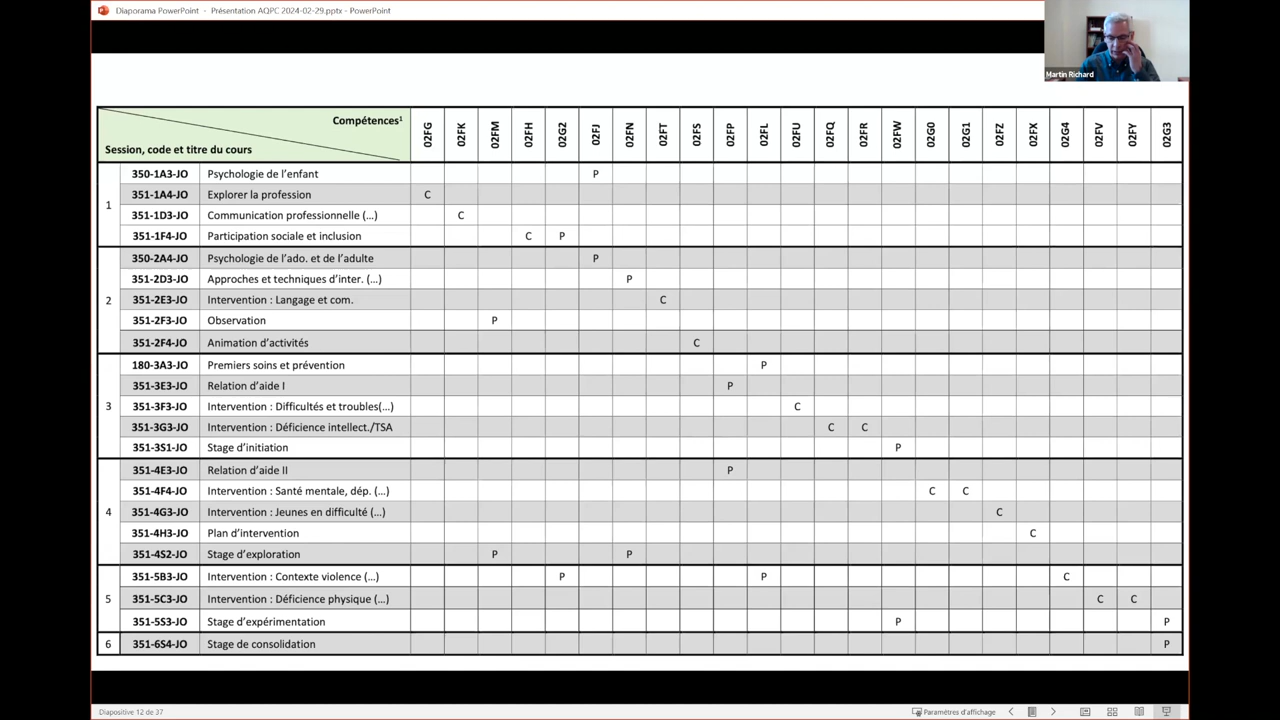 Diaporama PowerPoint - Présentation AQPC 2024-02-29.pptx - PowerPoint
Martin Richard
Compétences¹
Session, code et titre du cours
02FG 02FK 02FM 02FH 02G2 02FJ 02FN 02FT 02FS 02FP 02FL 02FU 02FQ 02FR 02FW 02G0 02G1 02FZ 02FX 02G4 02FV 02FY 02G3
1
350-1A3-JO Psychologie de l'enfant P
351-1A4-JO Explorer la profession C
351-1D3-JO Communication professionnelle (...) C
351-1F4-JO Participation sociale et inclusion C P
2
350-2A4-JO Psychologie de l'ado. et de l'adulte P
351-2D3-JO Approches et techniques d'inter. (...) P
351-2E3-JO Intervention : Langage et com. C
351-2F3-JO Observation P
351-2F4-JO Animation d'activités C
3
180-3A3-JO Premiers soins et prévention P
351-3E3-JO Relation d'aide I P
351-3F3-JO Intervention : Difficultés et troubles(...) C
351-3G3-JO Intervention : Déficience intellect./TSA C C
351-3S1-JO Stage d'initiation P
4
351-4E3-JO Relation d'aide II P
351-4F4-JO Intervention : Santé mentale, dép. (...) C C
351-4G3-JO Intervention : Jeunes en difficulté (...) C
351-4H3-JO Plan d'intervention C
351-4S2-JO Stage d'exploration P P
5
351-5B3-JO Intervention : Contexte violence (...) P P C
351-5C3-JO Intervention : Déficience physique (...) C C
351-5S3-JO Stage d'expérimentation P P
6 351-6S4-JO Stage de consolidation P
Diapositive 12 de 37
Paramètres d'affichage